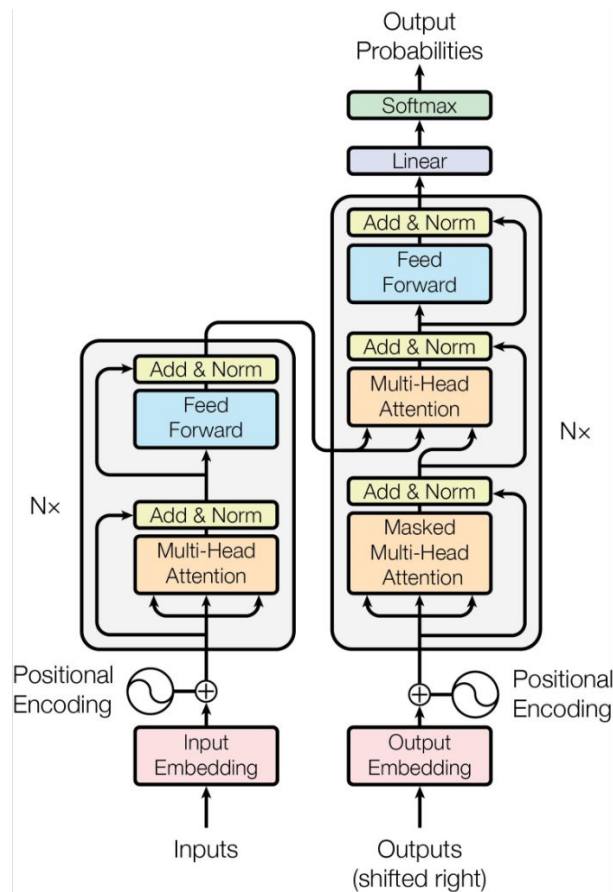 Output
Probabilities
Softmax
Linear
Add & Norm
Feed
Forward
Add & Norm
Multi-Head
Attention
Add & Norm
Masked
Multi-Head
Attention
N×
Add & Norm
Feed
Forward
Add & Norm
Multi-Head
Attention
N×
Positional
Encoding
Positional
Encoding
Input
Embedding
Output
Embedding
Inputs
Outputs
(shifted right)